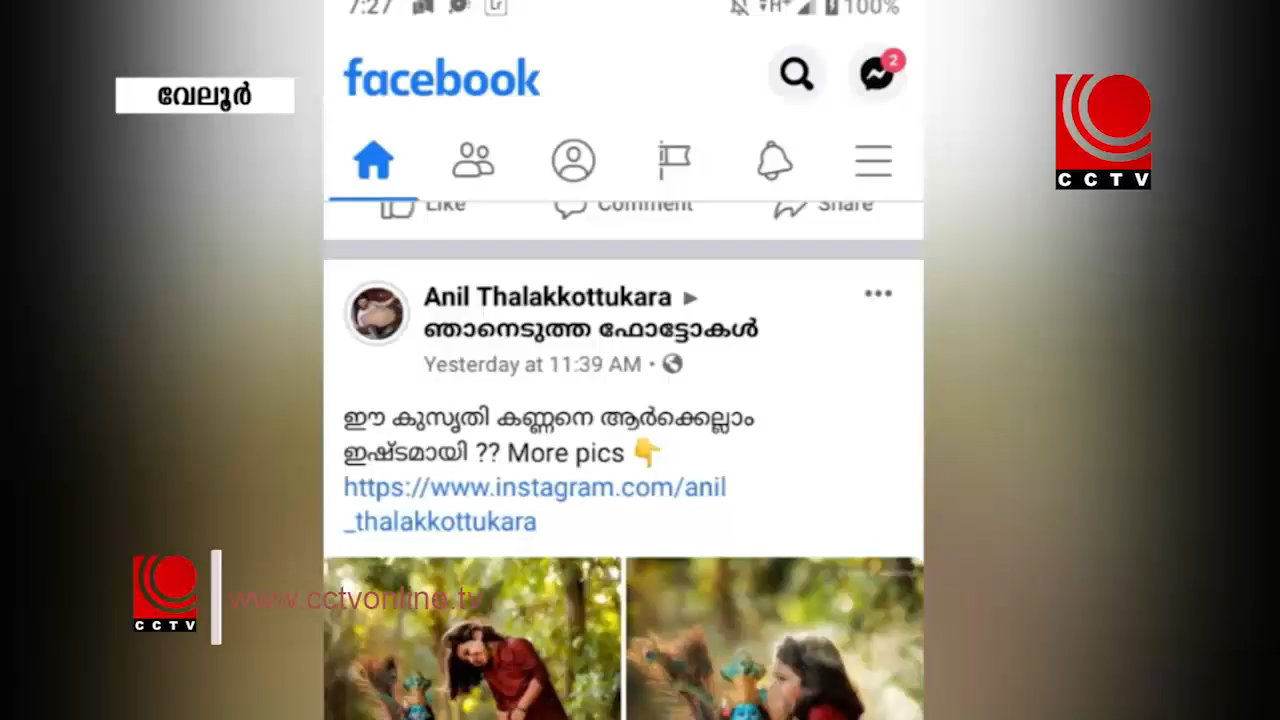 7:27
H+
100%
Lr
വേലൂർ
facebook
2
CCTV
Like
Comment
Share
Anil Thalakkottukara ▶
ഞാനെടുത്ത ഫോട്ടോകൾ
Yesterday at 11:39 AM ·
ഈ കുസൃതി കണ്ണനെ ആർക്കെല്ലാം
ഇഷ്ടമായി ?? More pics 👇
https://www.instagram.com/anil
_thalakkottukara
CCTV
www.cctvonline.tv